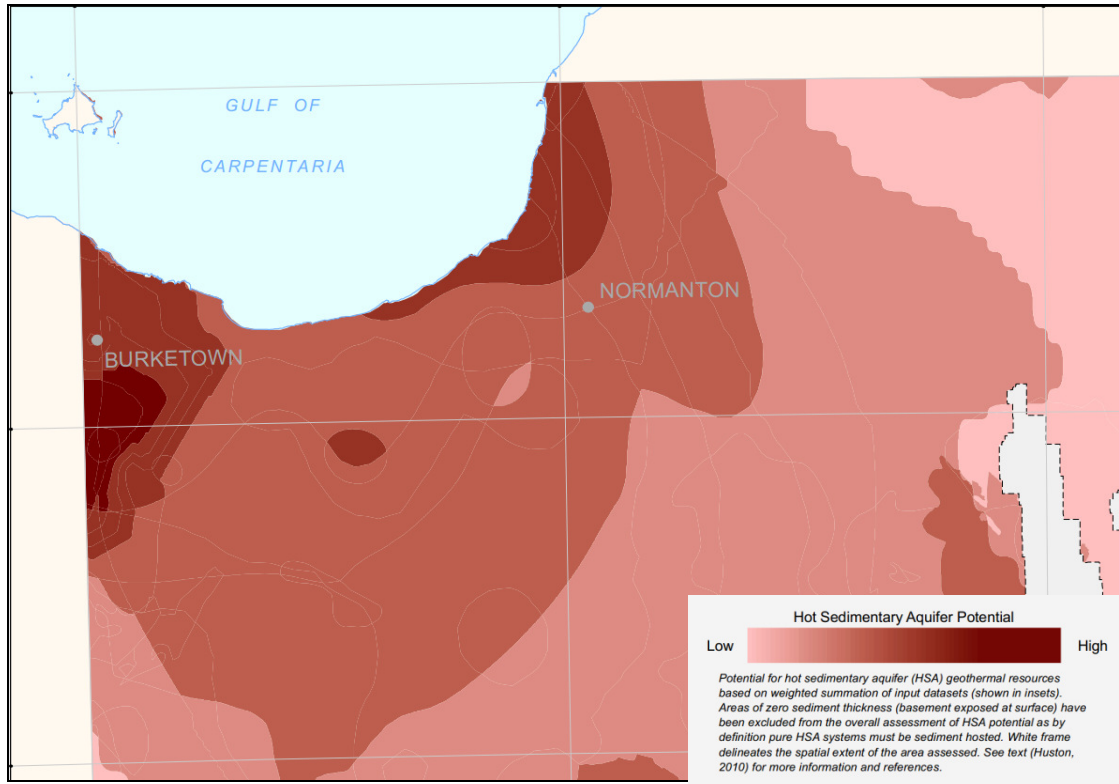 GULF OF
CARPENTARIA
NORMANTON
BURKETOWN
Hot Sedimentary Aquifer Potential
Low
High
Potential for hot sedimentary aquifer (HSA) geothermal resources
based on weighted summation of input datasets (shown in insets).
Areas of zero sediment thickness (basement exposed at surface) have
been excluded from the overall assessment of HSA potential as by
definition pure HSA systems must be sediment hosted. White frame
delineates the spatial extent of the area assessed. See text (Huston,
2010) for more information and references.